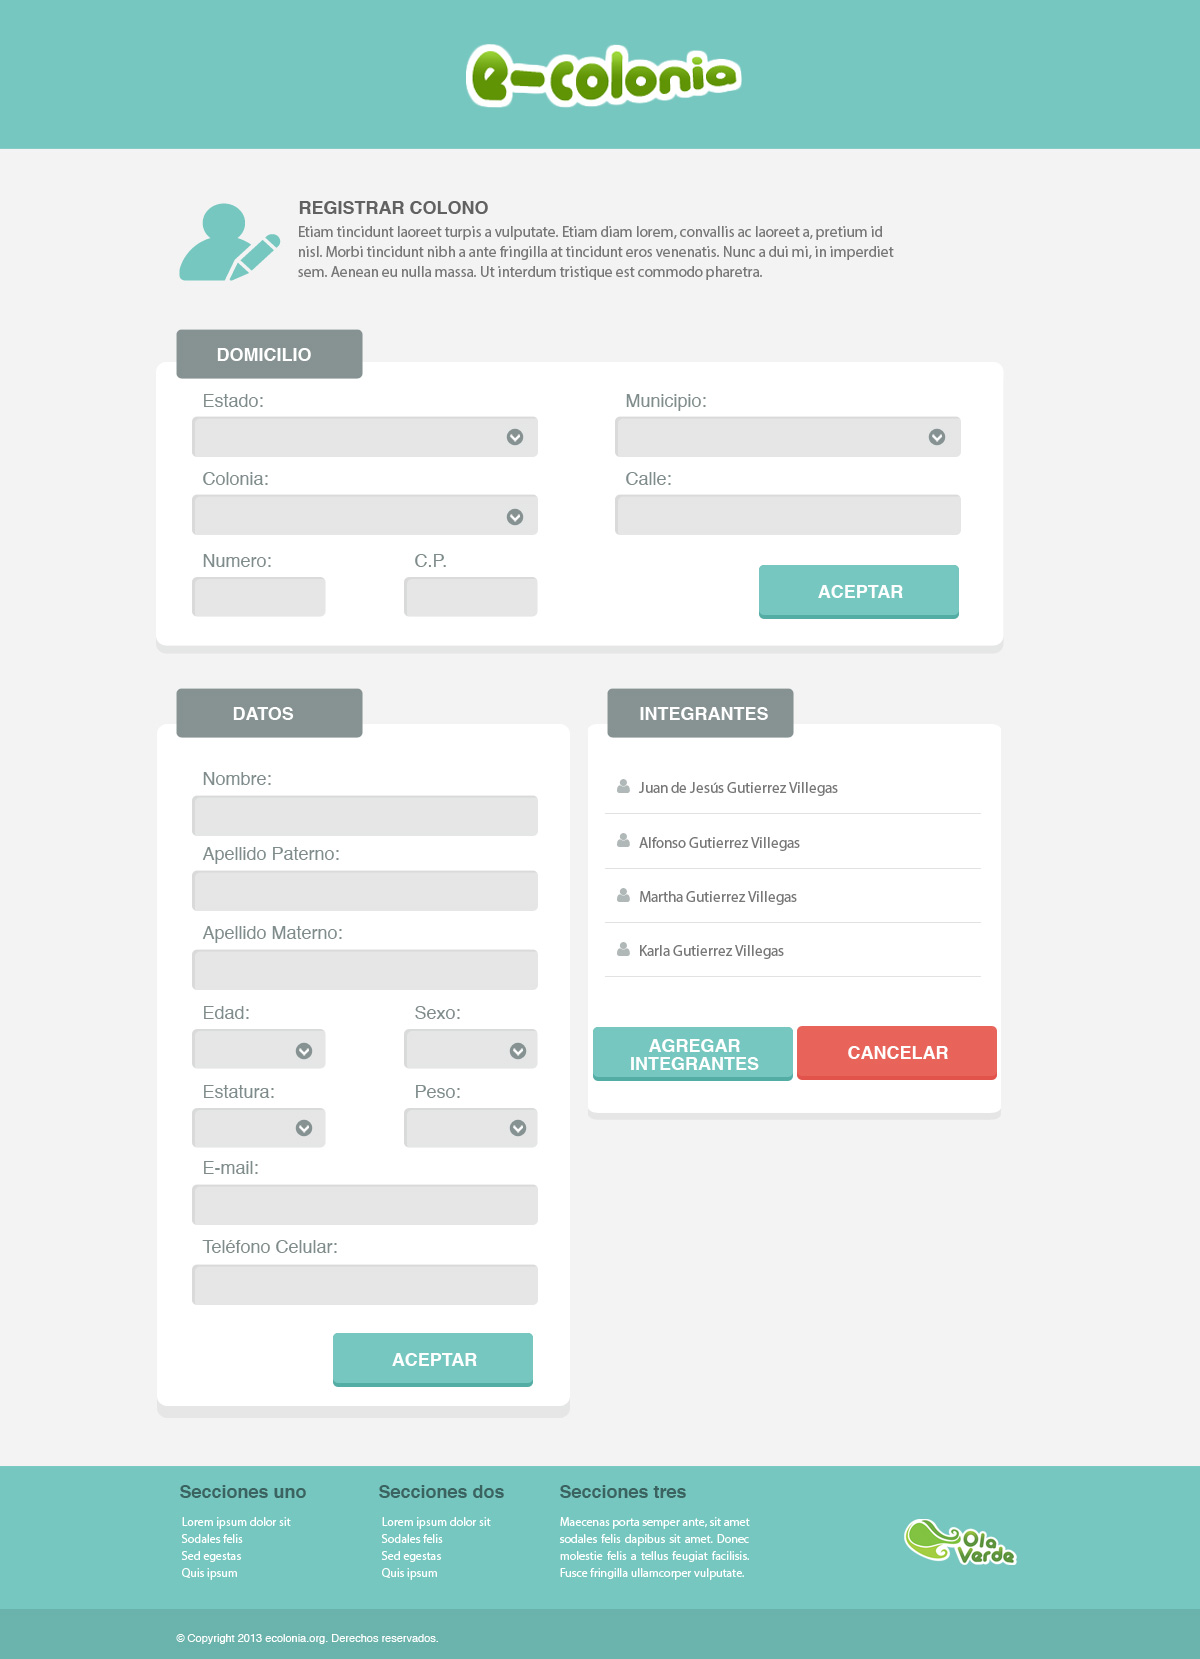 e-colonia
REGISTRAR COLONO
Etiam tincidunt laoreet turpis a vulputate. Etiam diam lorem, convallis ac laoreet a, pretium id
nisl. Morbi tincidunt nibh a ante fringilla at tincidunt eros venenatis. Nunc a dui mi, in imperdiet
sem. Aenean eu nulla massa. Ut interdum tristique est commodo pharetra.
DOMICILIO
Estado:
Municipio:
Colonia:
Calle:
Numero:
C.P.
ACEPTAR
DATOS
Nombre:
Apellido Paterno:
Apellido Materno:
Edad:
Sexo:
Estatura:
Peso:
E-mail:
Teléfono Celular:
ACEPTAR
INTEGRANTES
Juan de Jesús Gutierrez Villegas
Alfonso Gutierrez Villegas
Martha Gutierrez Villegas
Karla Gutierrez Villegas
AGREGAR
INTEGRANTES
CANCELAR
Secciones uno
Lorem ipsum dolor sit
Sodales felis
Sed egestas
Quis ipsum
Secciones dos
Lorem ipsum dolor sit
Sodales felis
Sed egestas
Quis ipsum
Secciones tres
Maecenas porta semper ante, sit amet
sodales felis dapibus sit amet. Donec
molestie felis a tellus feugiat facilisis.
Fusce fringilla ullamcorper vulputate.
Ola
Verde
© Copyright 2013 ecolonia.org. Derechos reservados.